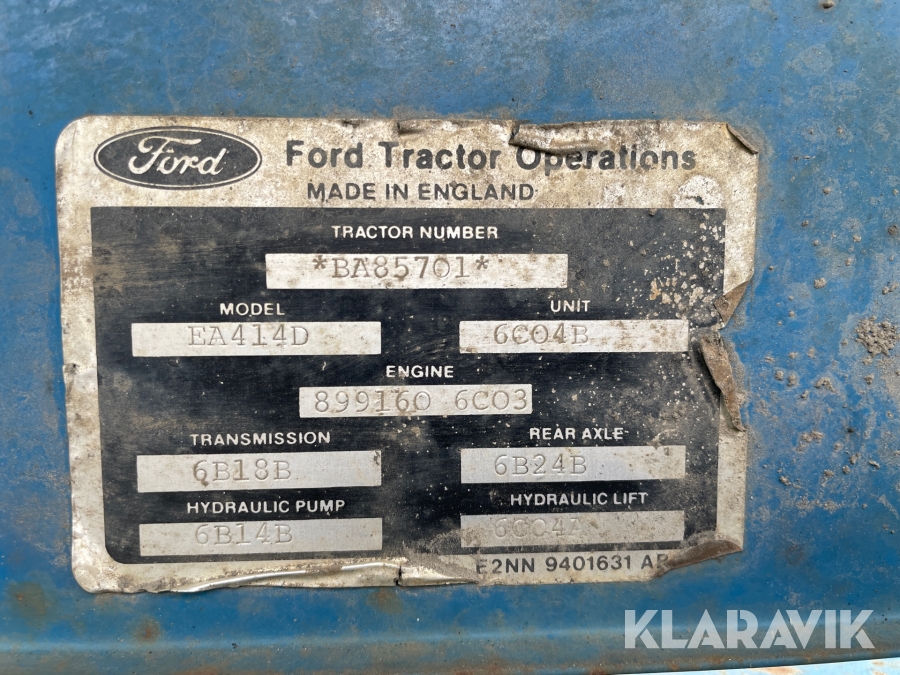 Ford Ford Tractor Operations
MADE IN ENGLAND
TRACTOR NUMBER
*BA85701*
MODEL UNIT
EA414D 6C04B
ENGINE
899160 6C03
TRANSMISSION REAR AXLE
6B18B 6B24B
HYDRAULIC PUMP HYDRAULIC LIFT
6B14B
E2NN 9401631
KLARAVIK